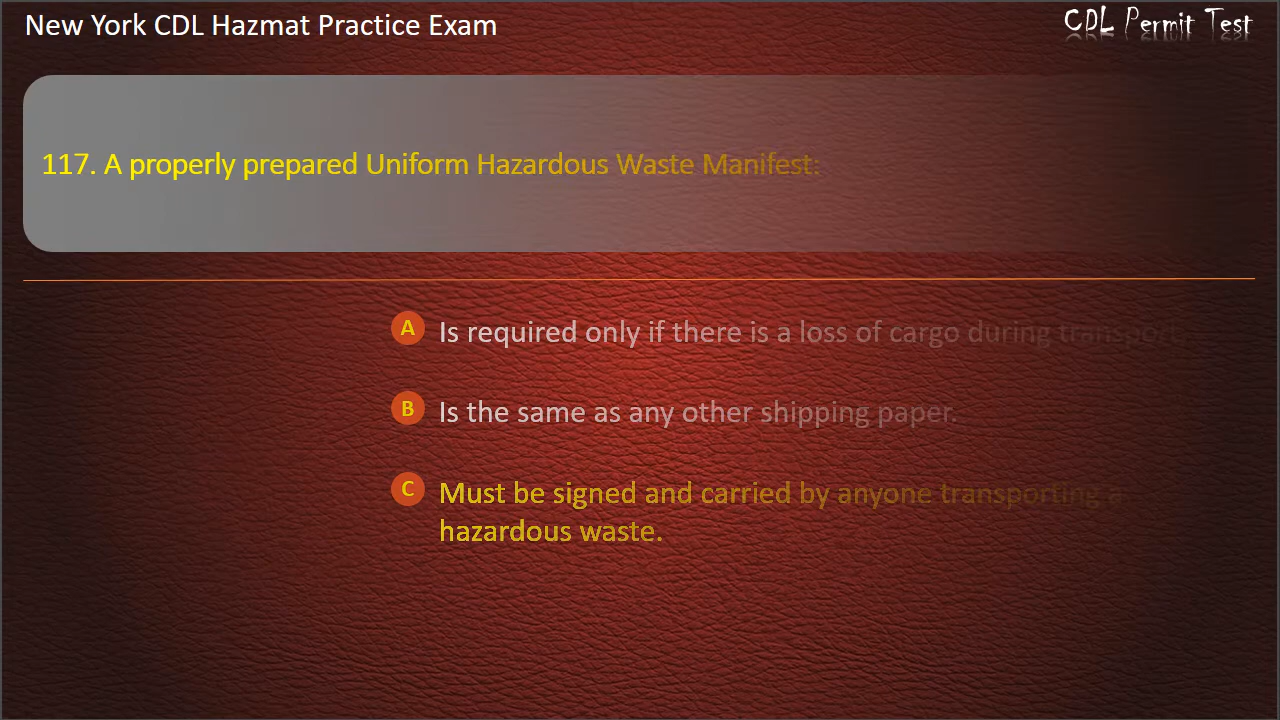 New York CDL Hazmat Practice Exam
CDL Permit Test
117. A properly prepared Uniform Hazardous Waste Manifest:
A Is required only if there is a loss of cargo during transport.
B Is the same as any other shipping paper.
C Must be signed and carried by anyone transporting a
hazardous waste.